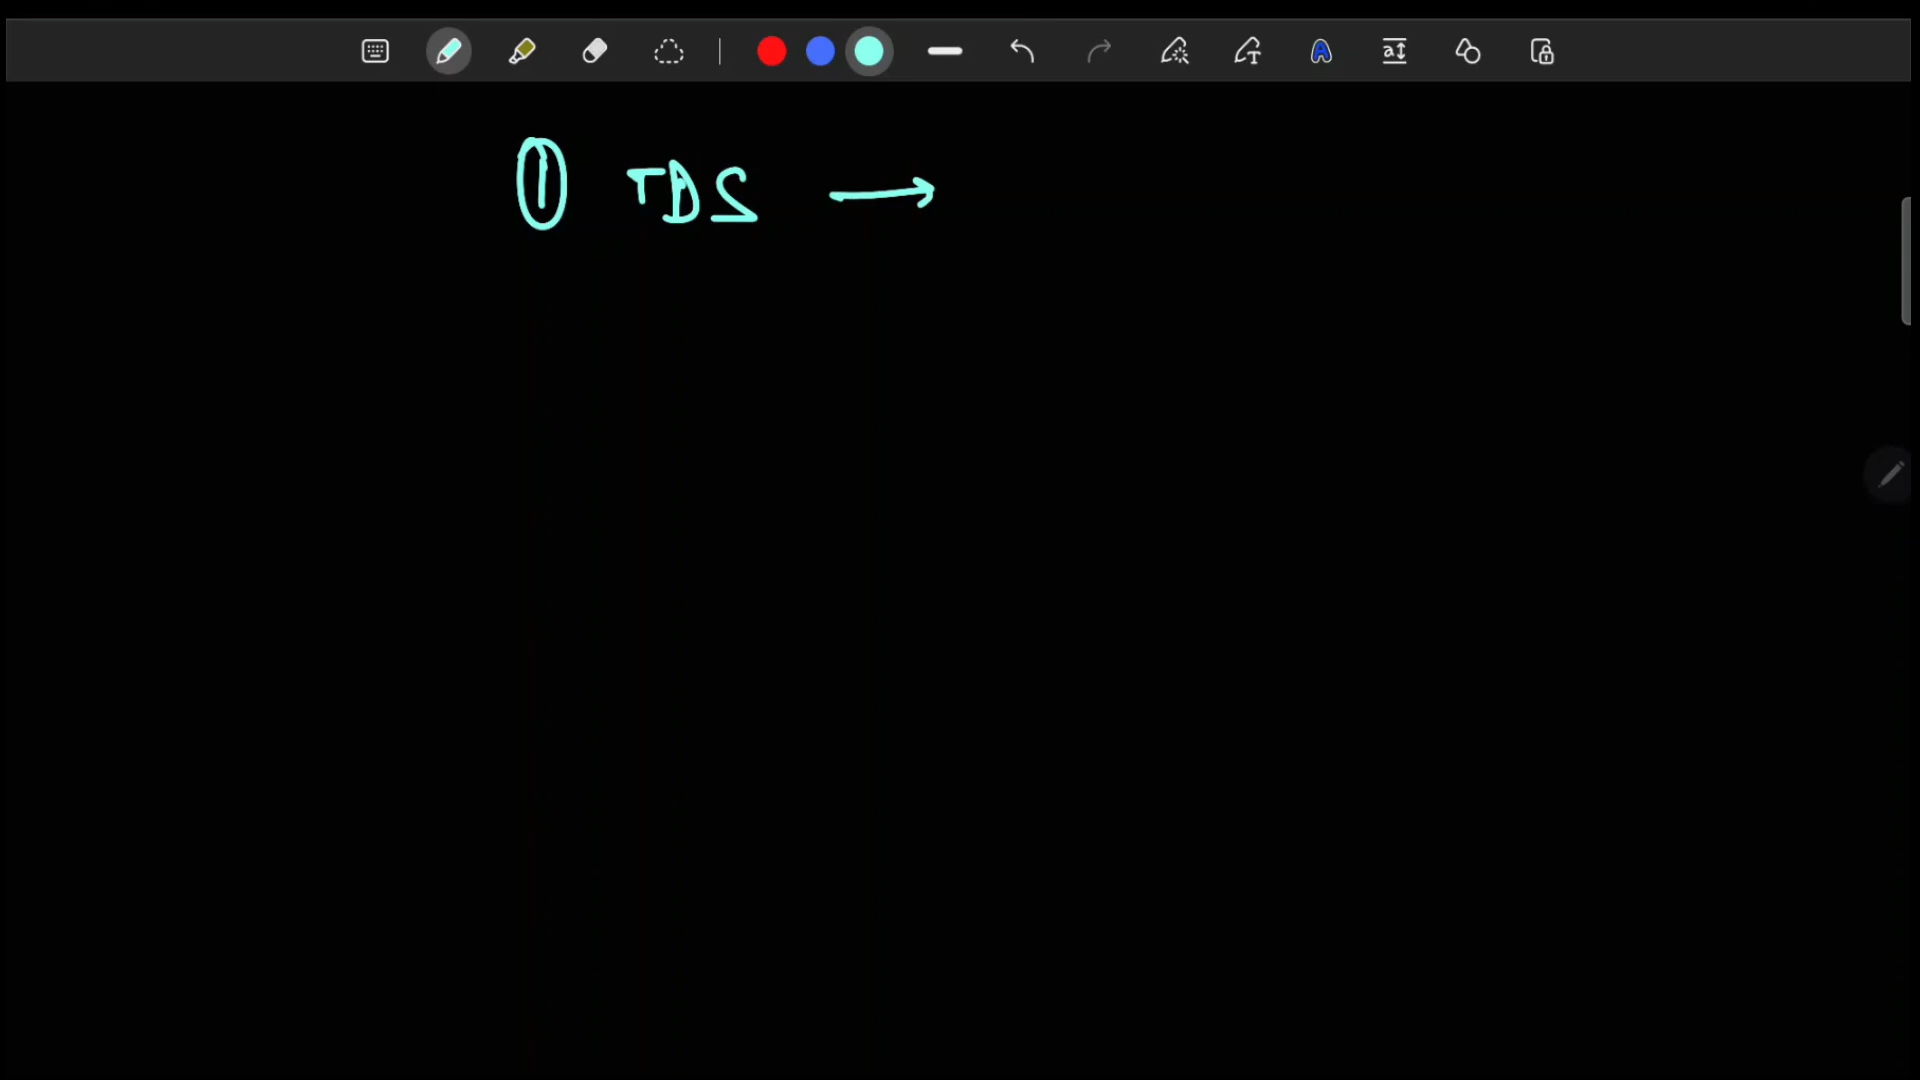 ① TDS →